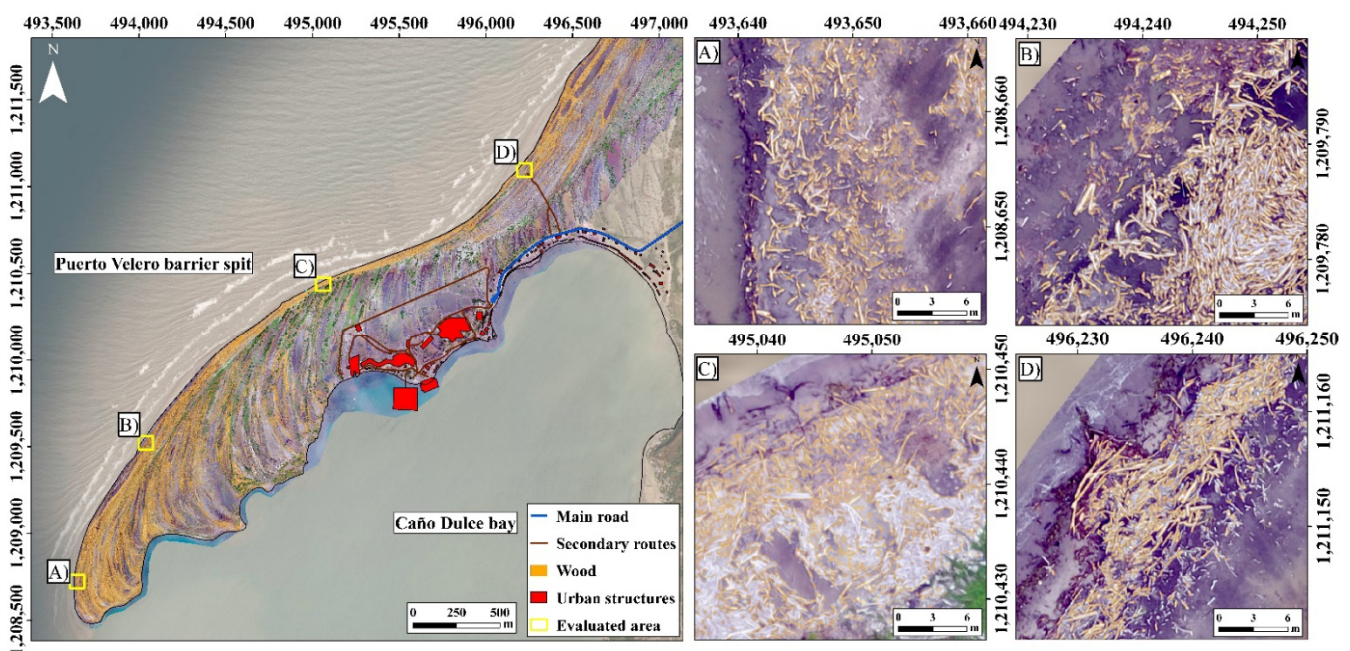 493,500 494,000 494,500 495,000 495,500 496,000 496,500 497,000
1,211,500
1,211,000
1,210,500
1,210,000
1,209,500
1,209,000
1,208,500
N
Puerto Velero barrier spit
Caño Dulce bay
A)
B)
C)
D)
Main road
Secondary routes
Wood
Urban structures
Evaluated area
0 250 500
m
493,640 493,650 493,660
A)
N
1,208,660
1,208,650
0 3 6
m
494,230 494,240 494,250
B)
1,209,790
1,209,780
0 3 6
m
495,040 495,050
C)
N
1,210,450
1,210,440
1,210,430
0 3 6
m
496,230 496,240 496,250
D)
1,211,160
1,211,150
0 3 6
m